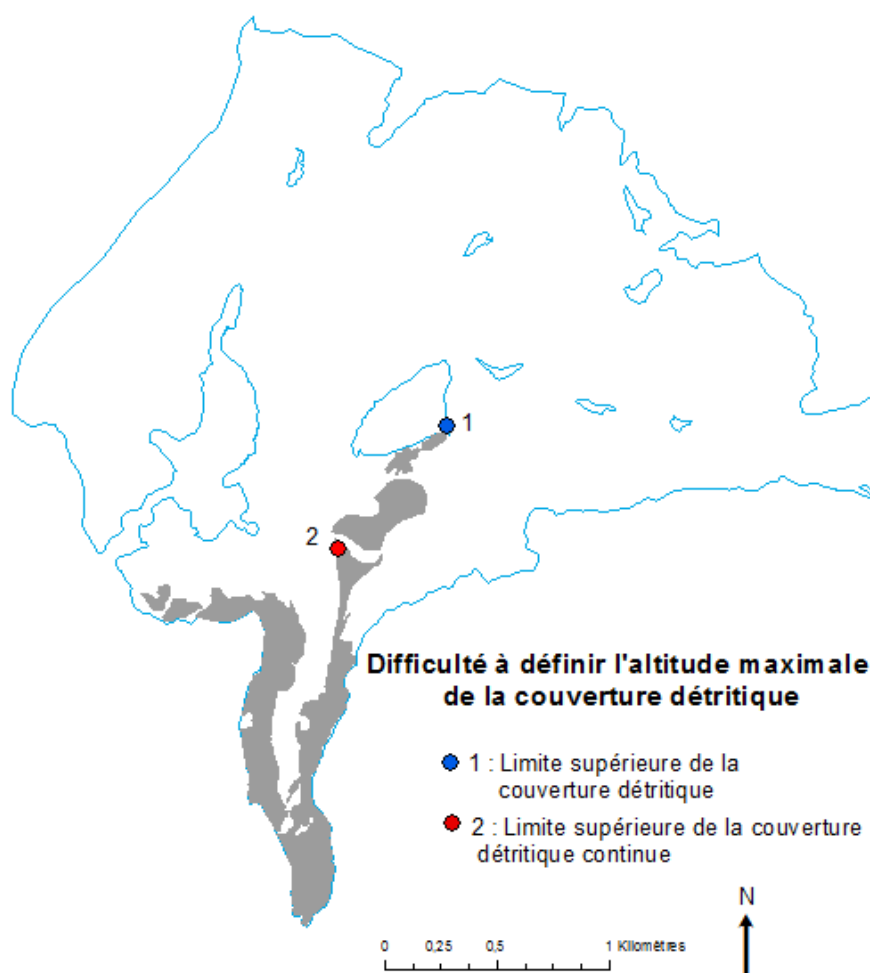 1
2
Difficulté à définir l'altitude maximale
de la couverture détritique
1 : Limite supérieure de la
couverture détritique
2 : Limite supérieure de la couverture
détritique continue
N
0 0,25 0,5 1 Kilomètres